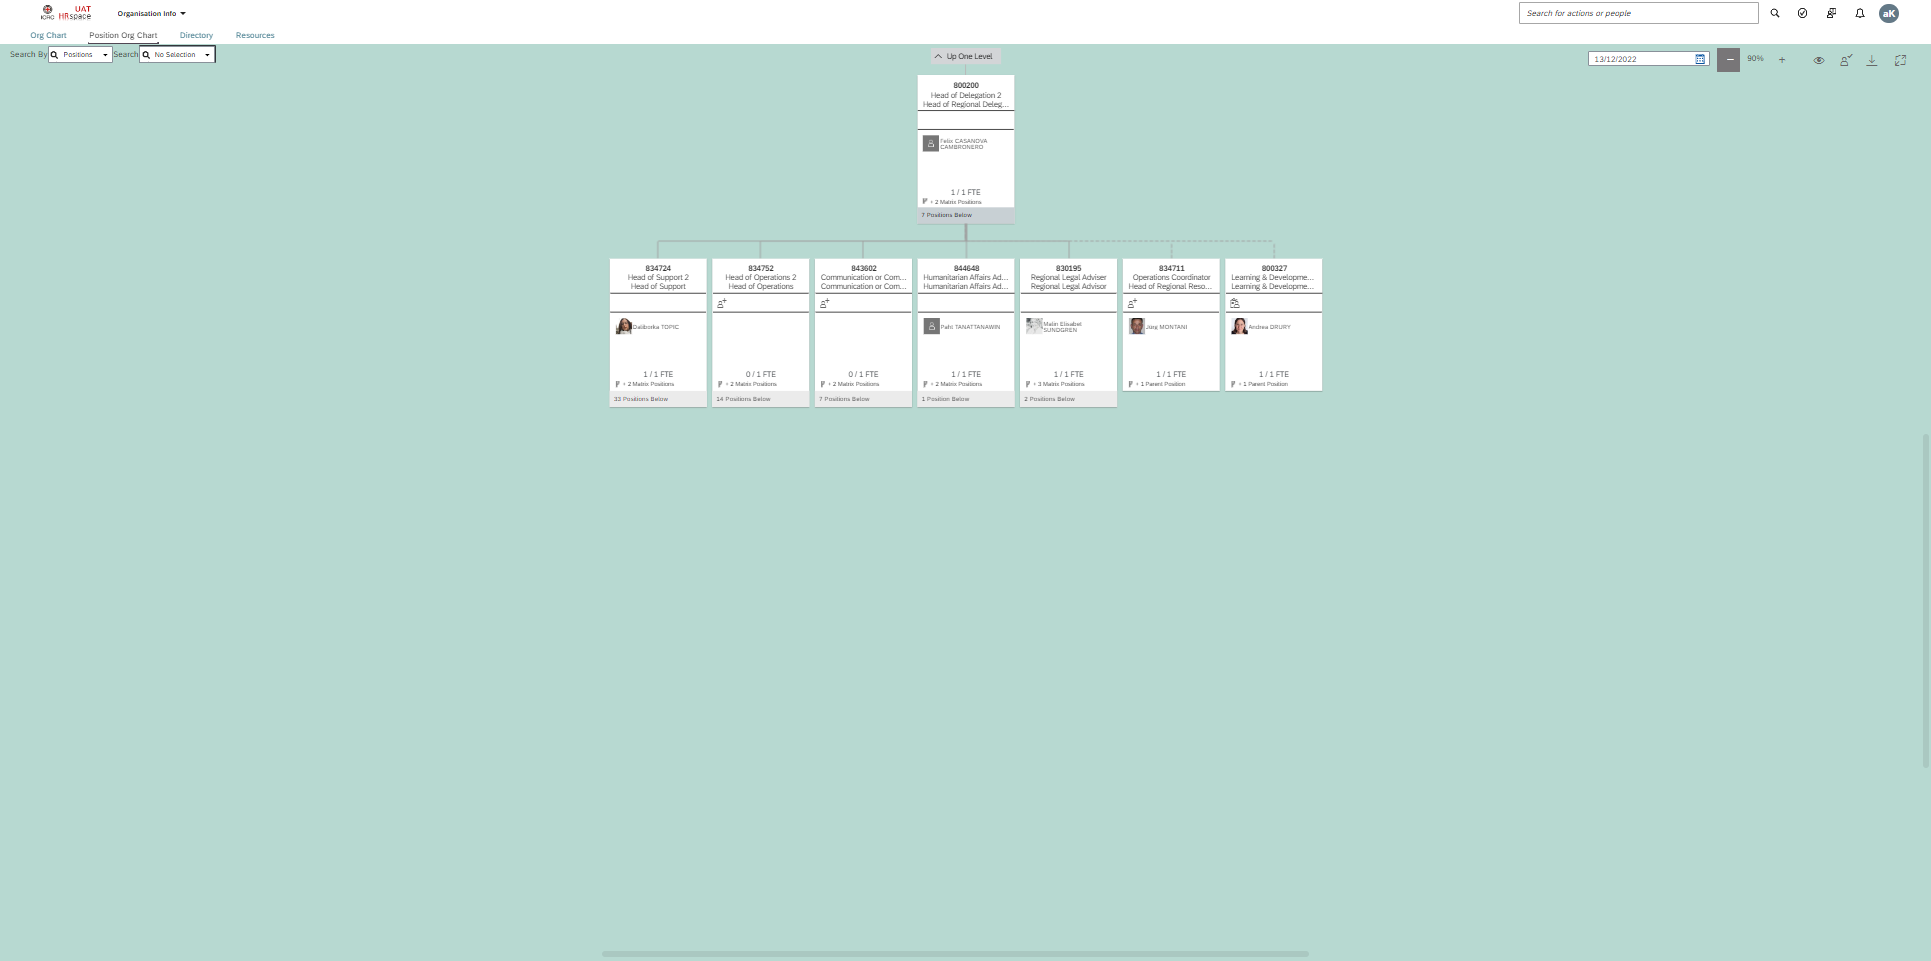 ICRC
UAT
HRspace
Organisation Info
Search for actions or people
aK
Org Chart
Position Org Chart
Directory
Resources
Search By
Positions
Search
No Selection
Up One Level
13/12/2022
90%
800200
Head of Delegation 2
Head of Regional Deleg...
Felix CASANOVA
CAMBRONERO
1 / 1 FTE
+ 2 Matrix Positions
7 Positions Below
834724
Head of Support 2
Head of Support
Daliborka TOPIC
1 / 1 FTE
+ 2 Matrix Positions
33 Positions Below
834752
Head of Operations 2
Head of Operations
0 / 1 FTE
+ 2 Matrix Positions
14 Positions Below
843602
Communication or Com...
Communication or Com...
0 / 1 FTE
+ 2 Matrix Positions
7 Positions Below
844648
Humanitarian Affairs Ad...
Humanitarian Affairs Ad...
Paht TANATTANAWIN
1 / 1 FTE
+ 2 Matrix Positions
1 Position Below
830195
Regional Legal Adviser
Regional Legal Advisor
Malin Elisabet
SUNDGREN
1 / 1 FTE
+ 3 Matrix Positions
2 Positions Below
834711
Operations Coordinator
Head of Regional Reso...
Jürg MONTANI
1 / 1 FTE
+ 1 Parent Position
800327
Learning & Developme...
Learning & Developme...
Andrea DRURY
1 / 1 FTE
+ 1 Parent Position